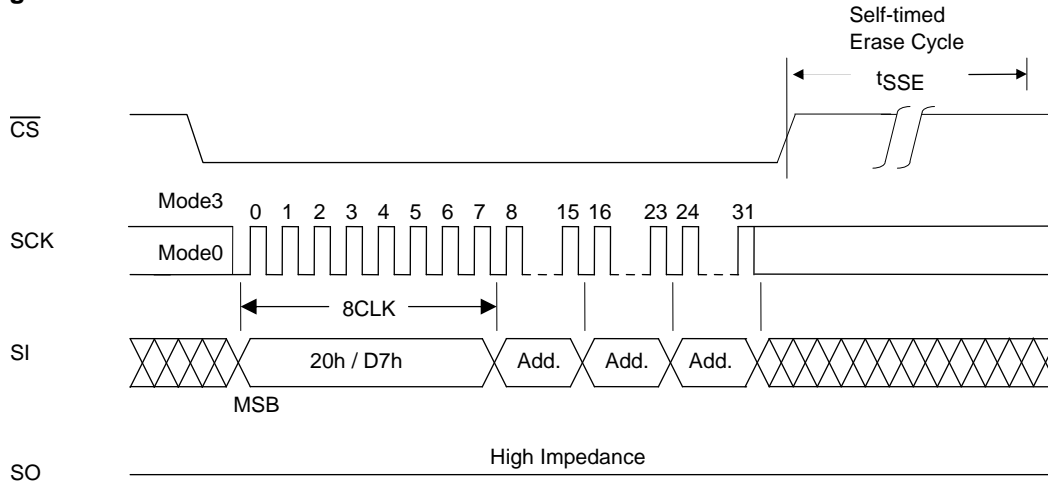 Self-timed
Erase Cycle
tSSE
CS
Mode3
0 1 2 3 4 5 6 7 8 15 16 23 24 31
SCK
Mode0
8CLK
SI
20h / D7h Add. Add. Add.
MSB
High Impedance
SO